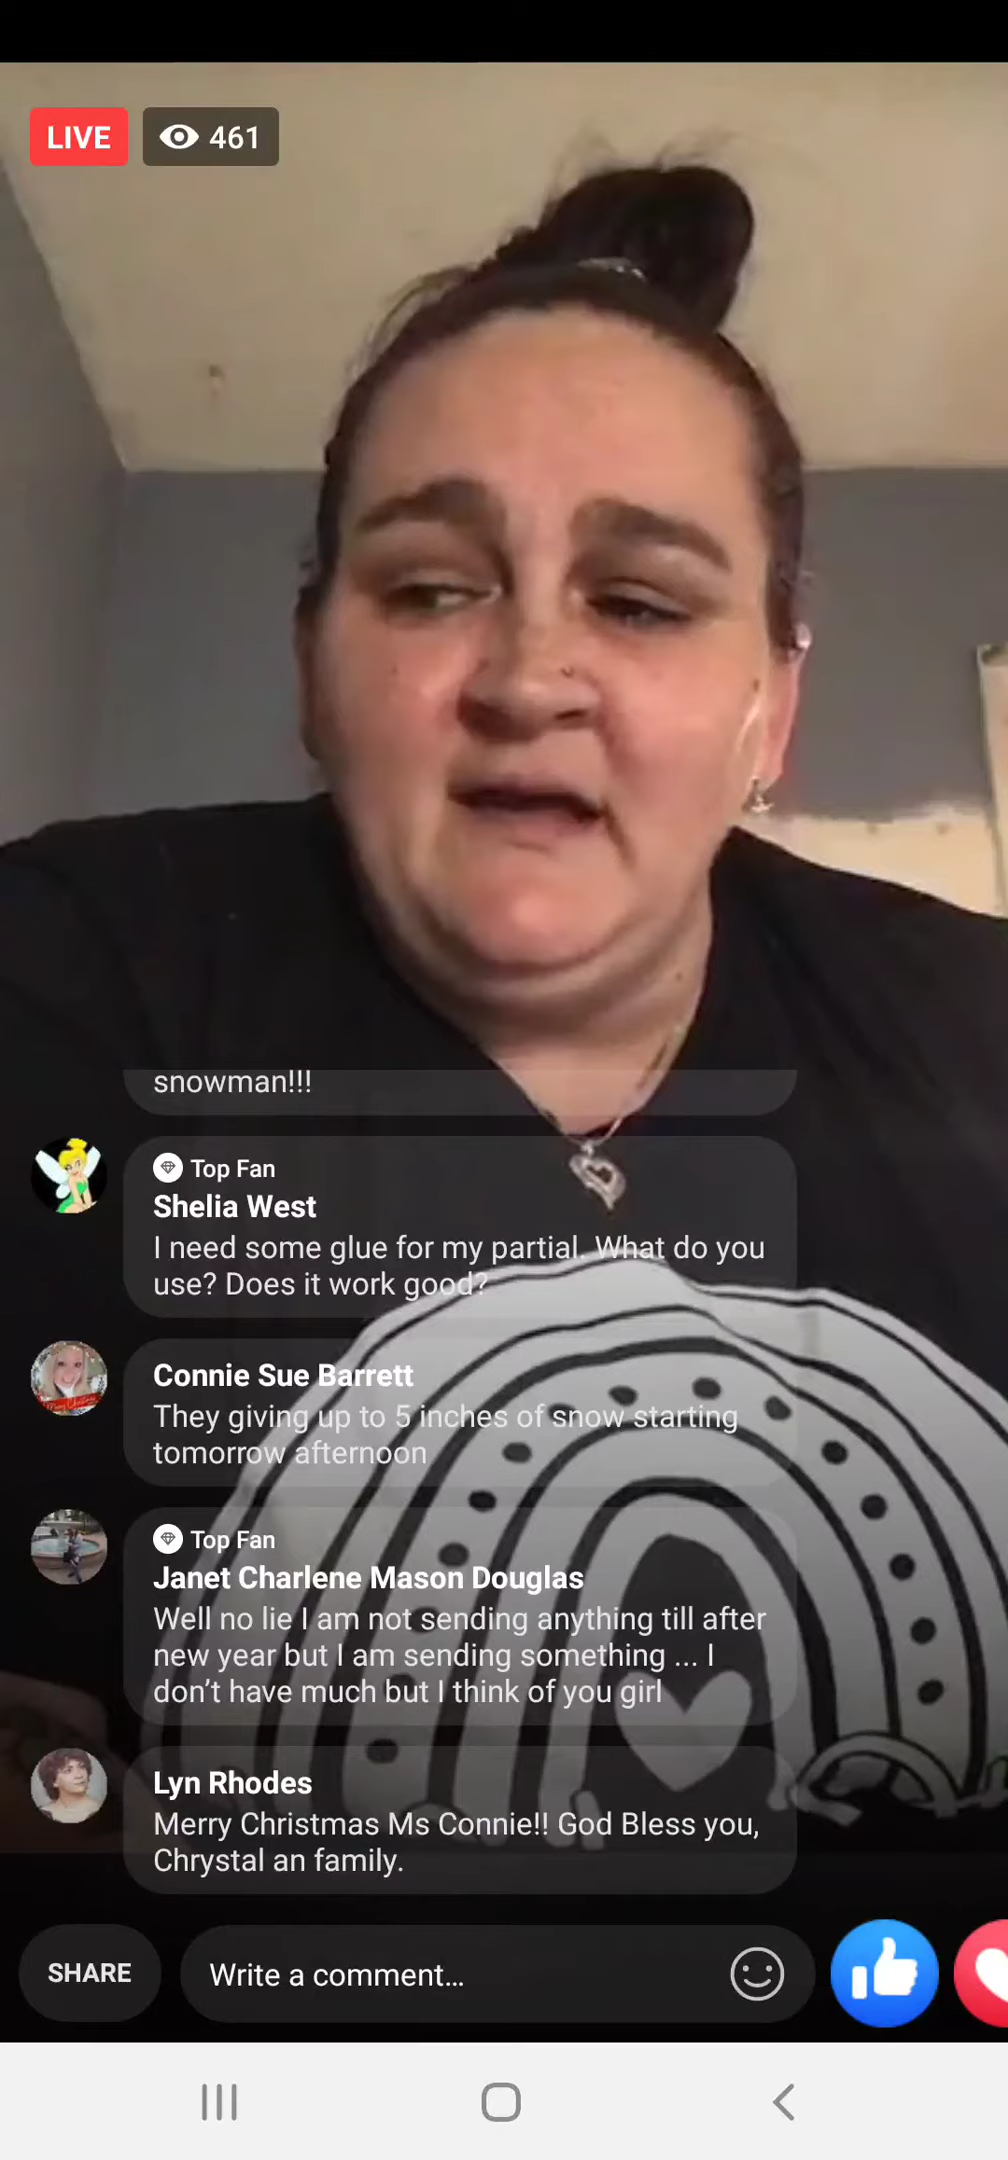 LIVE 461
snowman!!!
Top Fan
Shelia West
I need some glue for my partial. What do you
use? Does it work good?
Connie Sue Barrett
They giving up to 5 inches of snow starting
tomorrow afternoon
Top Fan
Janet Charlene Mason Douglas
Well no lie I am not sending anything till after
new year but I am sending something ... I
don't have much but I think of you girl
Lyn Rhodes
Merry Christmas Ms Connie!! God Bless you,
Chrystal an family.
SHARE Write a comment...